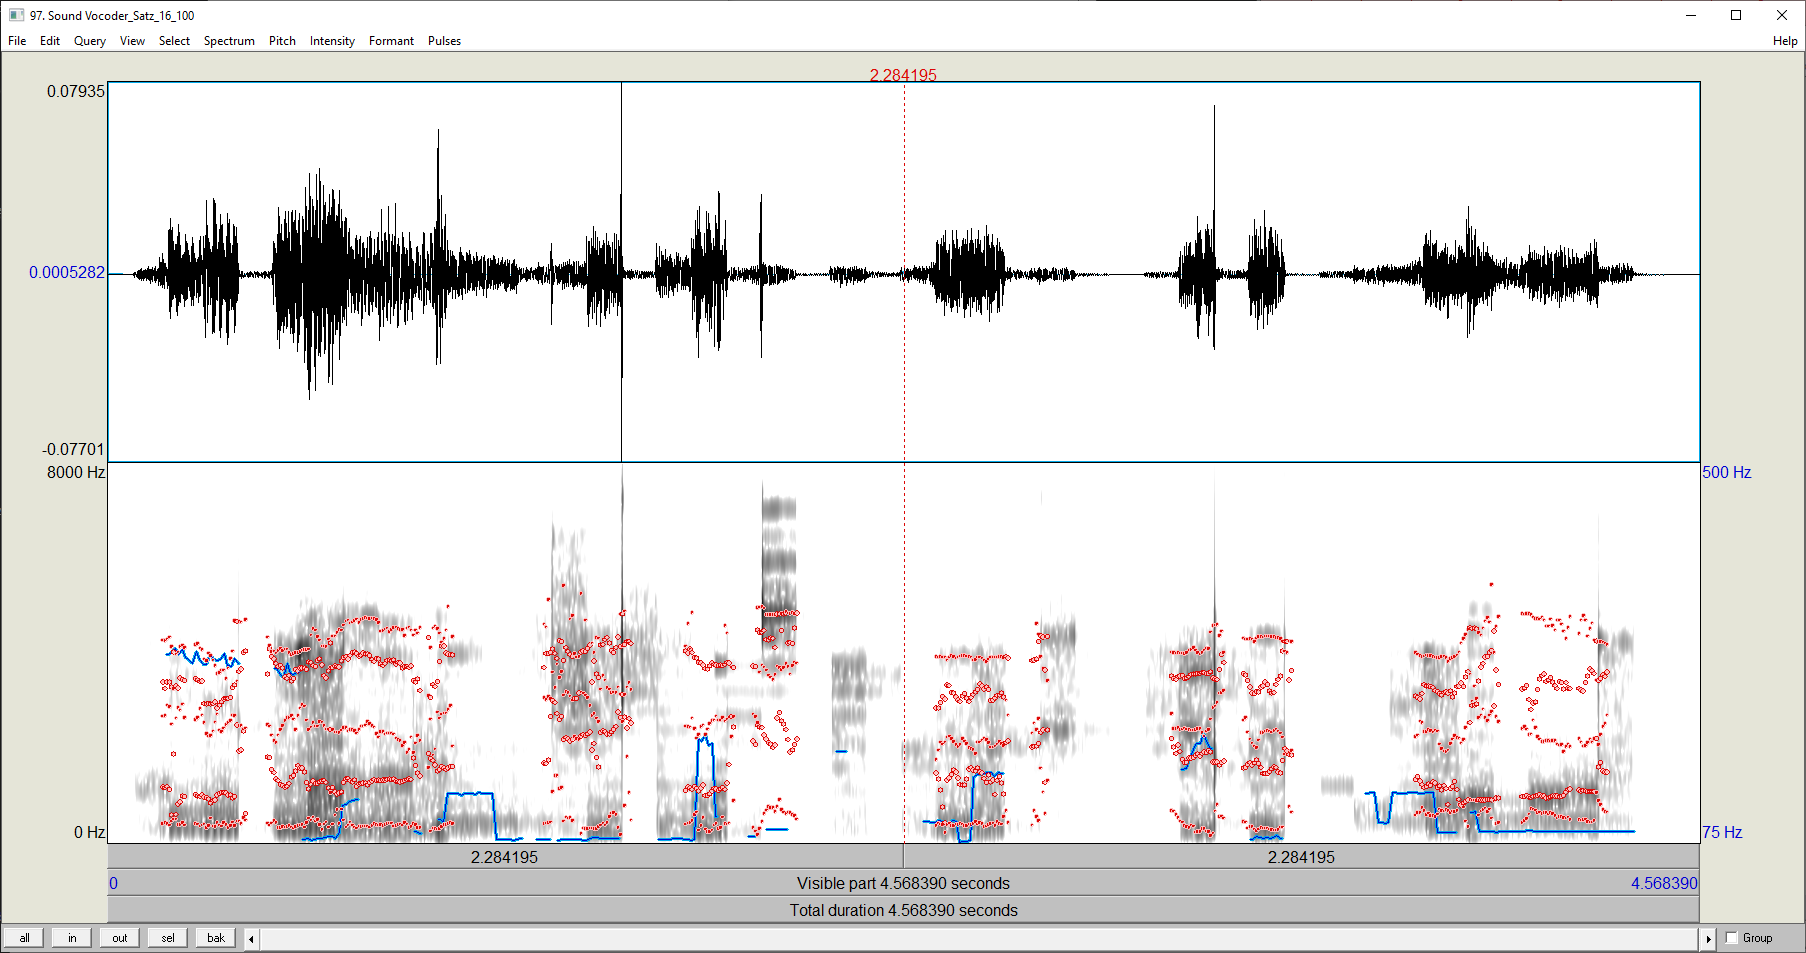 97. Sound Vocoder_Satz_16_100
File Edit Query View Select Spectrum Pitch Intensity Formant Pulses Help
2.284195
0.07935
0.0005282
-0.07701
8000 Hz 500 Hz
0 Hz 75 Hz
2.284195 2.284195
0 Visible part 4.568390 seconds 4.568390
Total duration 4.568390 seconds
all in out sel bak Group